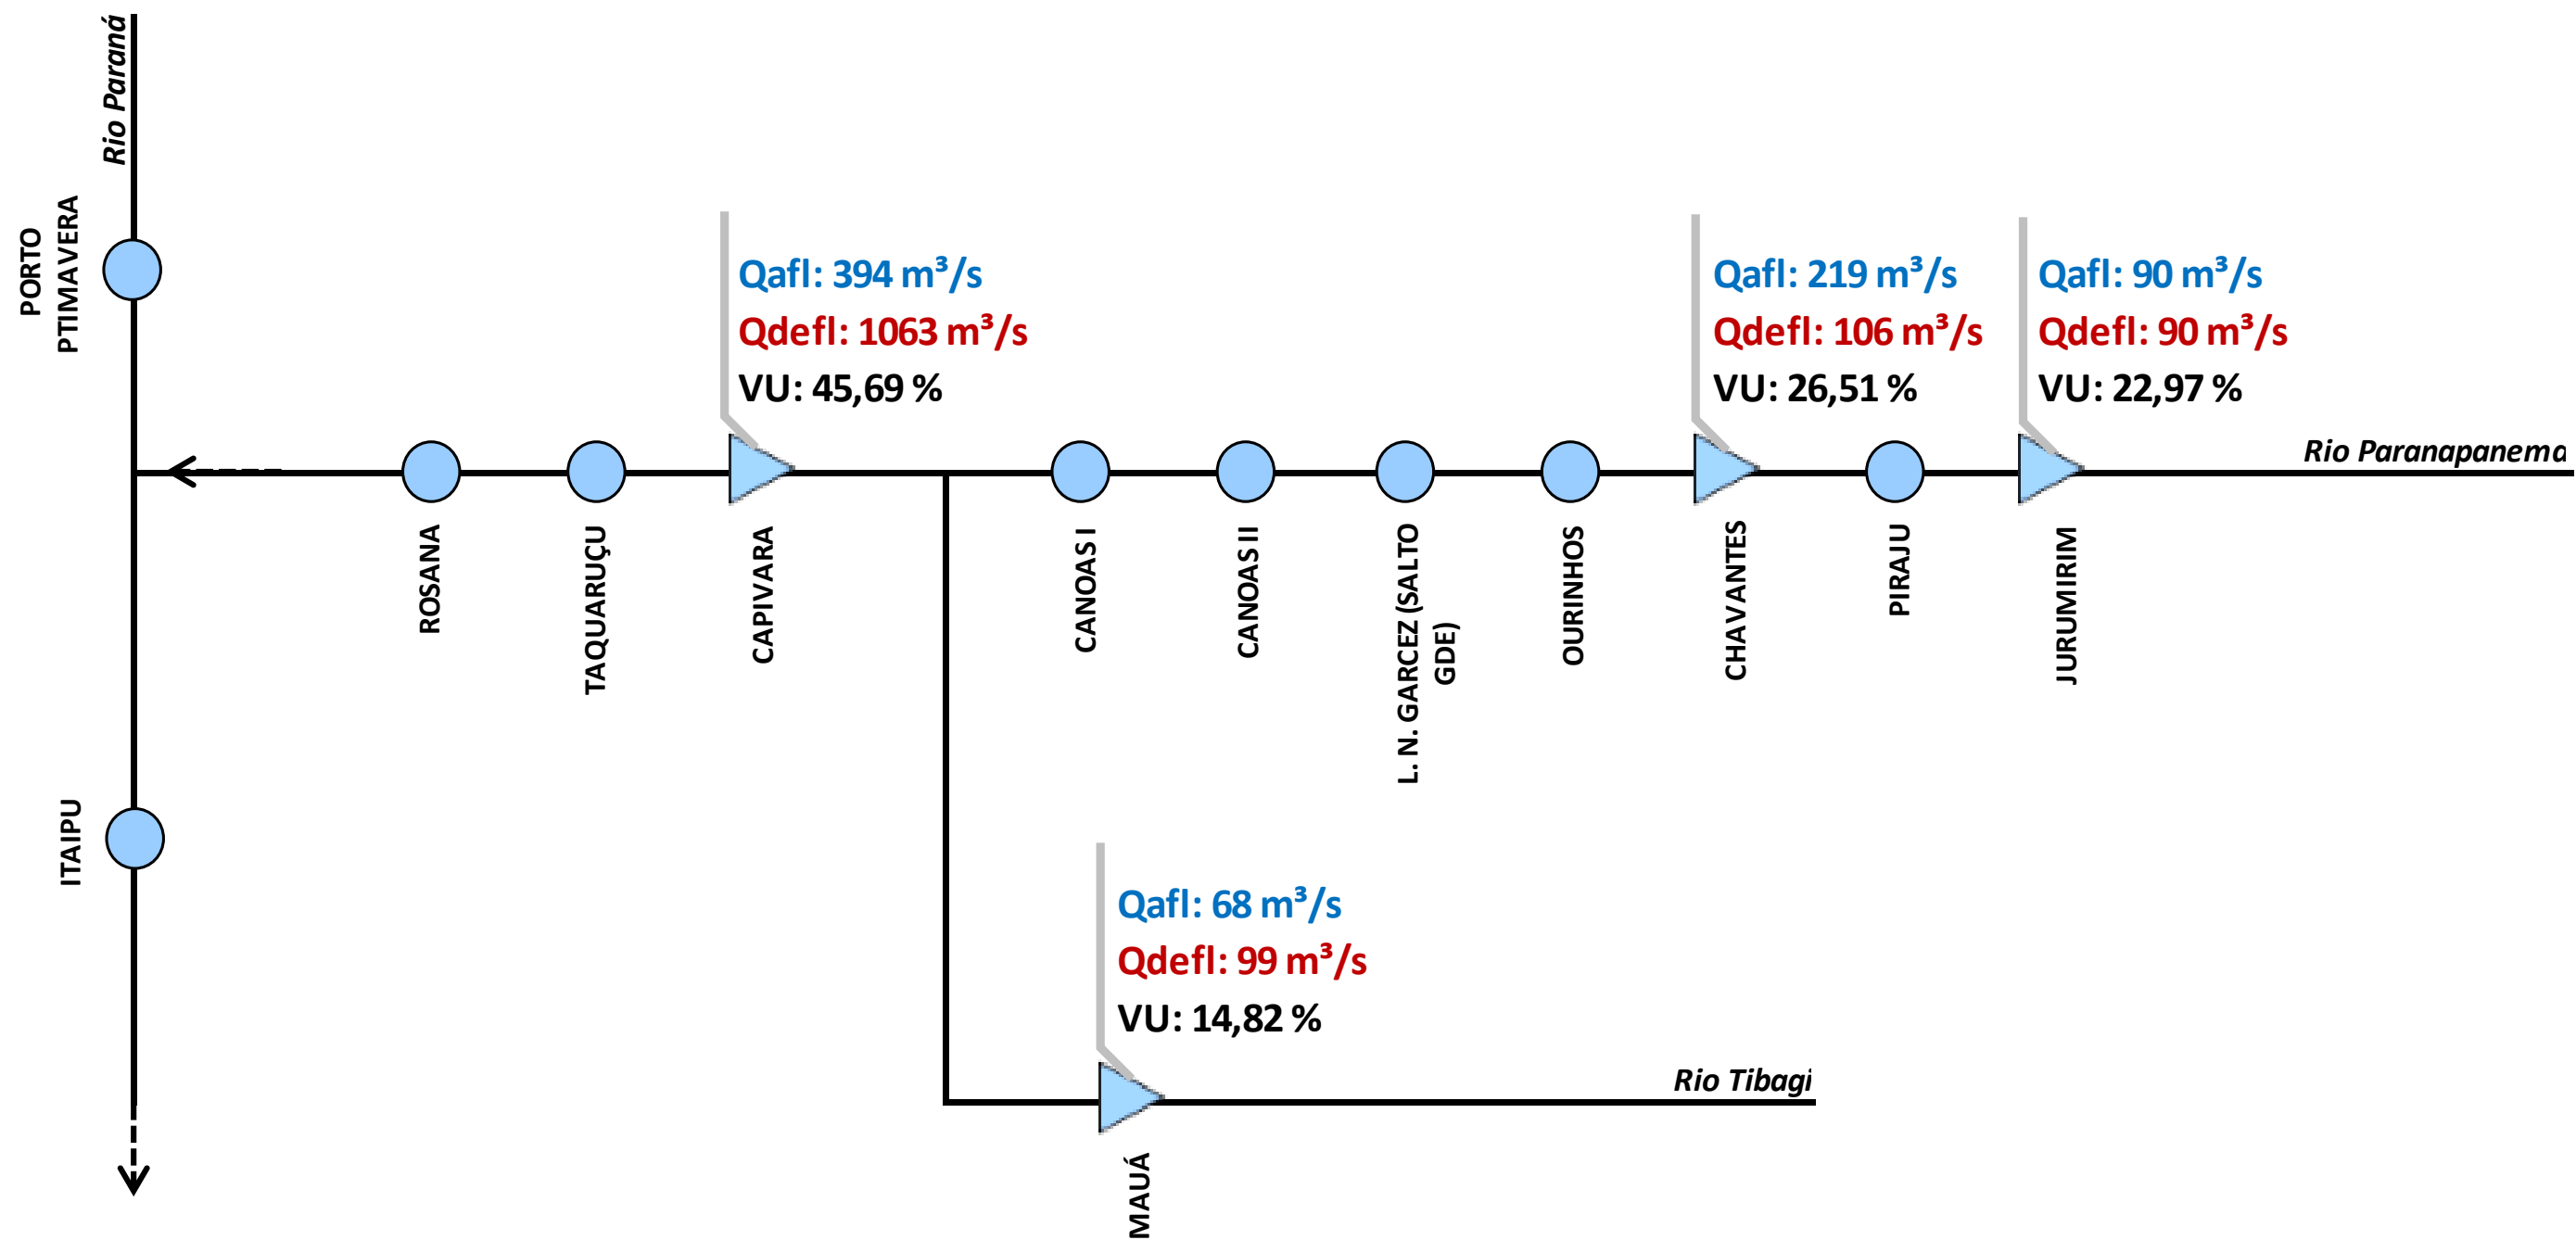 Rio Paraná
PORTO
PTIMAVERA
Qafl: 394 m³/s
Qdefl: 1063 m³/s
VU: 45,69 %
Qafl: 219 m³/s
Qdefl: 106 m³/s
VU: 26,51 %
Qafl: 90 m³/s
Qdefl: 90 m³/s
VU: 22,97 %
Rio Paranapanema
ROSANA
TAQUARUÇU
CAPIVARA
CANOAS I
CANOAS II
L. N. GARCEZ (SALTO
GDE)
OURINHOS
CHAVANTES
PIRAJU
JURUMIRIM
ITAIPU
Qafl: 68 m³/s
Qdefl: 99 m³/s
VU: 14,82 %
Rio Tibagi
MAUÁ